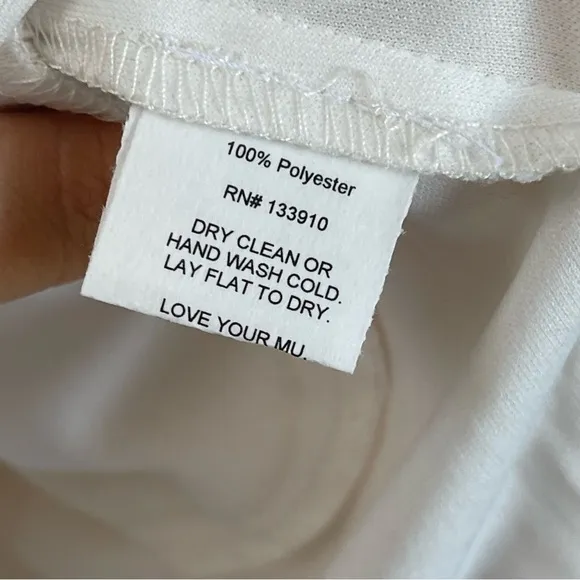 100% Polyester
RN# 133910
DRY CLEAN OR
HAND WASH COLD.
LAY FLAT TO DRY.
LOVE YOUR MU.